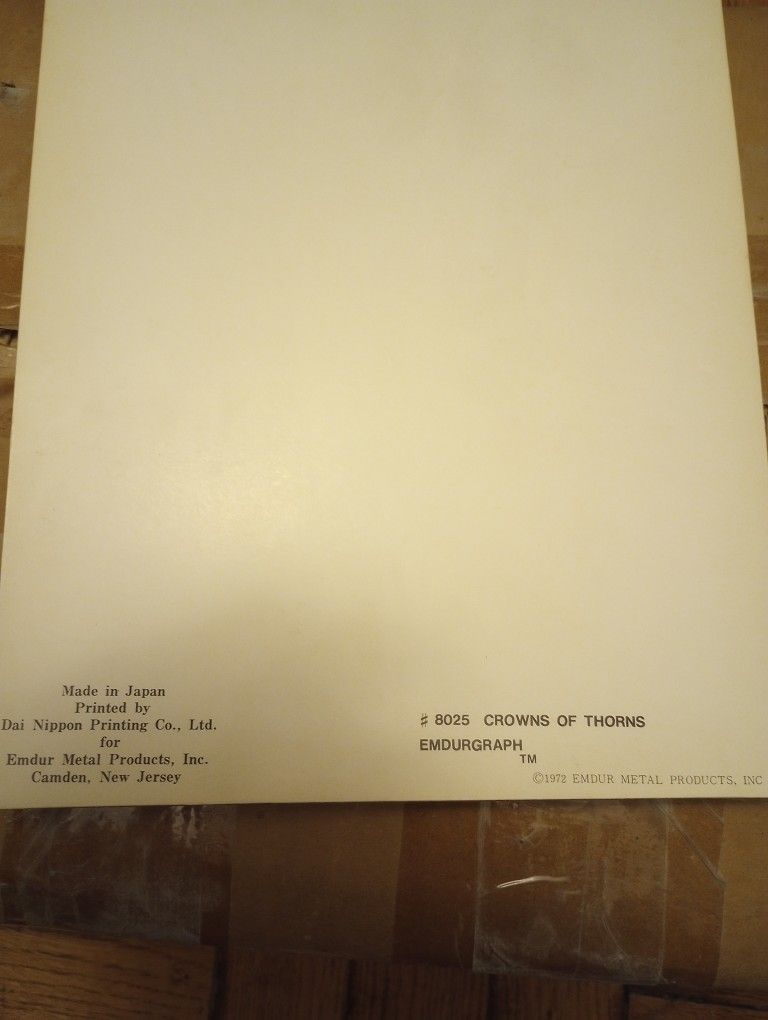 Made in Japan
Printed by
Dai Nippon Printing Co., Ltd.
for
Emdur Metal Products, Inc.
Camden, New Jersey
♯ 8025 CROWNS OF THORNS
EMDURGRAPH TM
©1972 EMDUR METAL PRODUCTS, INC